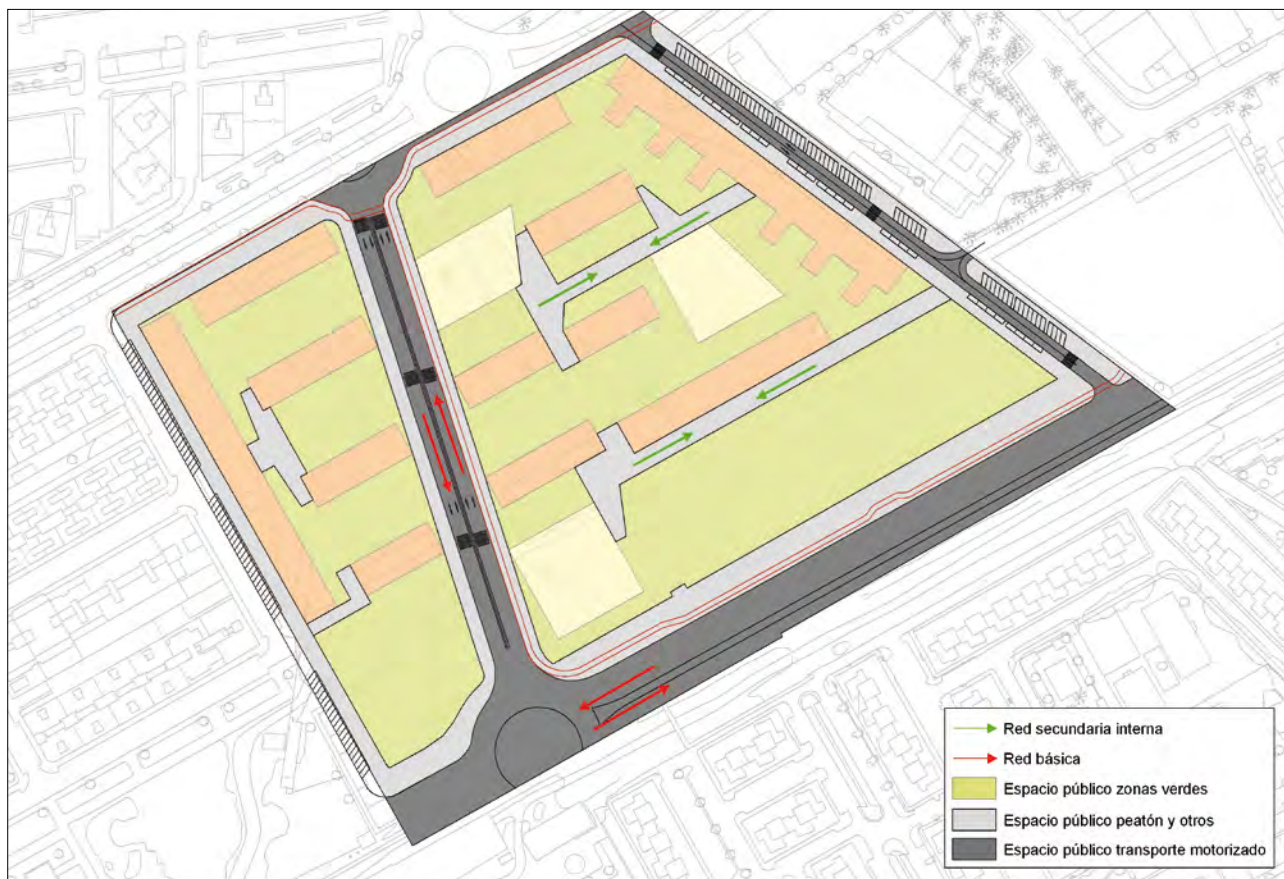 Red secundaria interna
Red básica
Espacio público zonas verdes
Espacio público peatón y otros
Espacio público transporte motorizado